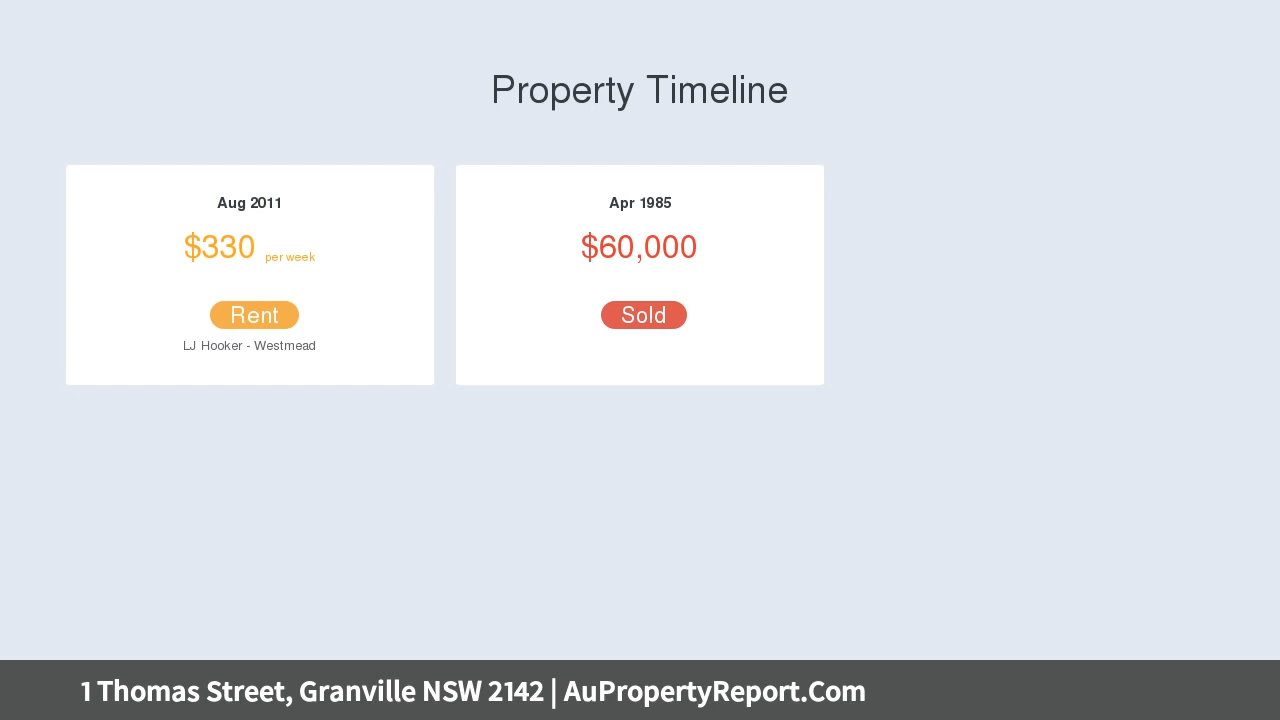 Property Timeline
Aug 2011
$330 per week
Rent
LJ Hooker - Westmead
Apr 1985
$60,000
Sold
1 Thomas Street, Granville NSW 2142 | AuPropertyReport.Com